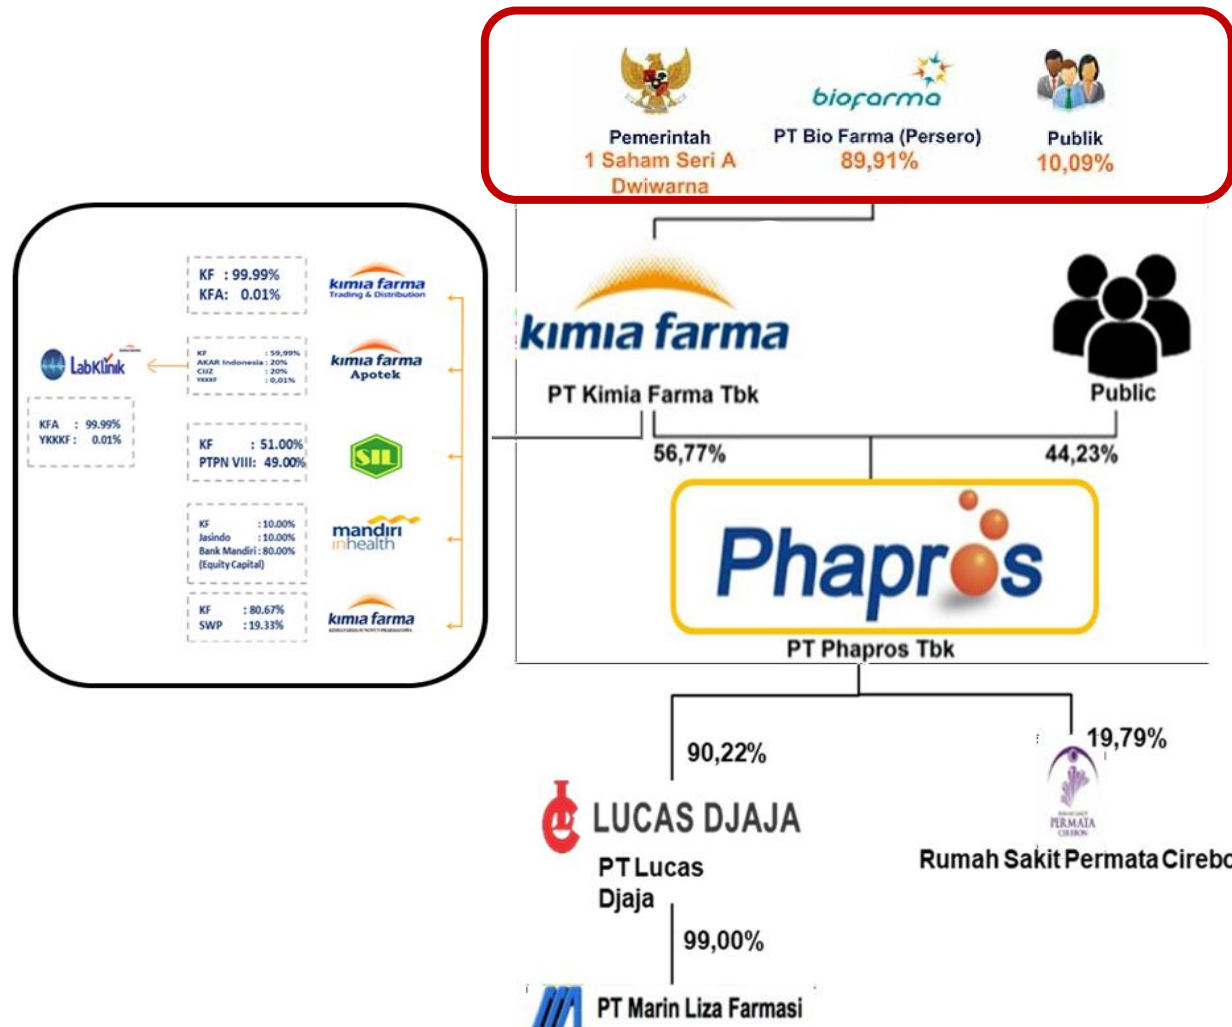 biofarma
Pemerintah
1 Saham Seri A
Dwiwarna
PT Bio Farma (Persero)
89,91%
Publik
10,09%
KF : 99.99%
KFA: 0.01%
kimia farma
Trading & Distribution
LabKlinik
KFA : 99.99%
YKKKF : 0.01%
KF : 59,99%
AKAR Indonesia : 20%
CIJZ : 20%
YKKKF : 0,01%
kimia farma
Apotek
KF : 51.00%
PTPN VIII: 49.00%
SIL
KF : 10.00%
Jasindo : 10.00%
Bank Mandiri : 80.00%
(Equity Capital)
mandiri
inhealth
KF : 80.67%
SWP : 19.33%
kimia farma
kimia farma
PT Kimia Farma Tbk
Public
56,77%
44,23%
Phapros
PT Phapros Tbk
90,22%
19,79%
LUCAS DJAJA
PT Lucas
Djaja
RUMAH SAKIT
PERMATA
CIREBON
Rumah Sakit Permata Cirebo
99,00%
PT Marin Liza Farmasi